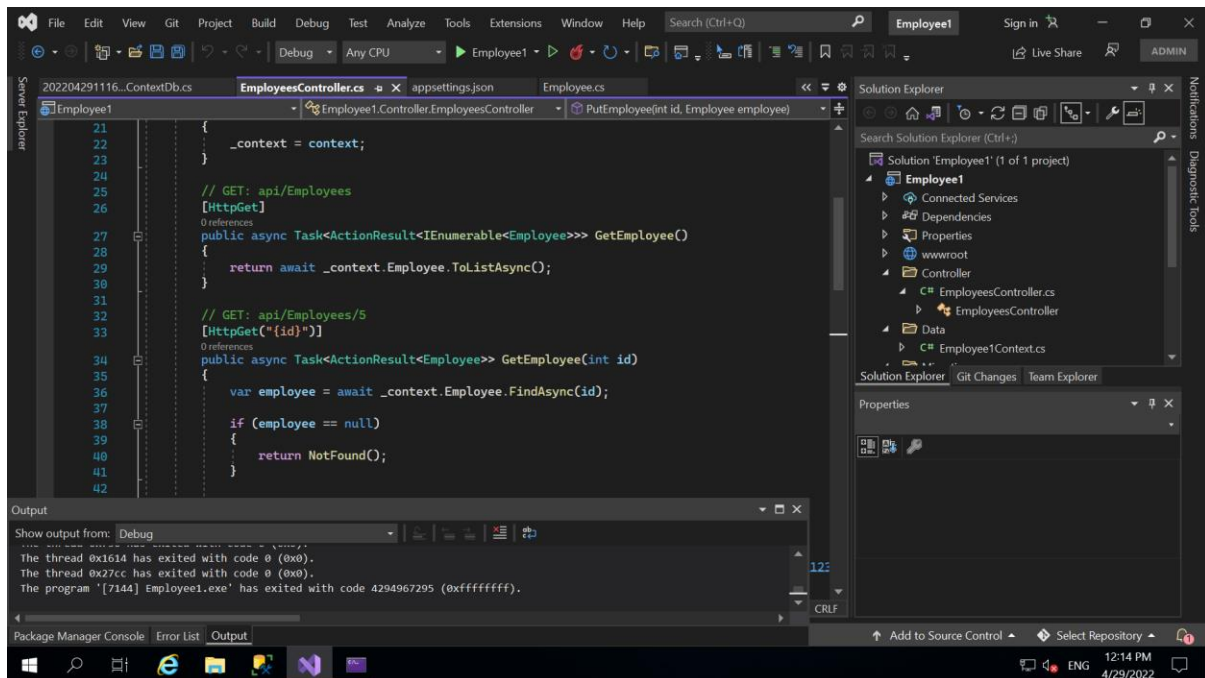 File Edit View Git Project Build Debug Test Analyze Tools Extensions Window Help Search (Ctrl+Q) Employee1 Sign in
Debug Any CPU Employee1 Live Share ADMIN
Server Explorer
202204291116...ContextDb.cs EmployeesController.cs appsettings.json Employee.cs
Employee1 Employee1.Controller.EmployeesController PutEmployee(int id, Employee employee)
21 {
22 _context = context;
23 }
24
25 // GET: api/Employees
26 [HttpGet]
0 references
27 public async Task<ActionResult<IEnumerable<Employee>>> GetEmployee()
28 {
29 return await _context.Employee.ToListAsync();
30 }
31
32 // GET: api/Employees/5
33 [HttpGet("{id}")]
0 references
34 public async Task<ActionResult<Employee>> GetEmployee(int id)
35 {
36 var employee = await _context.Employee.FindAsync(id);
37
38 if (employee == null)
39 {
40 return NotFound();
41 }
42
Solution Explorer
Search Solution Explorer (Ctrl+;)
Solution 'Employee1' (1 of 1 project)
Employee1
Connected Services
Dependencies
Properties
wwwroot
Controller
C# EmployeesController.cs
EmployeesController
Data
C# Employee1Context.cs
Solution Explorer Git Changes Team Explorer
Properties
Notifications
Diagnostic Tools
Output
Show output from: Debug
The thread 0x1614 has exited with code 0 (0x0).
The thread 0x27cc has exited with code 0 (0x0).
The program '[7144] Employee1.exe' has exited with code 4294967295 (0xffffffff).
123
CRLF
Package Manager Console Error List Output
Add to Source Control Select Repository
ENG 12:14 PM
4/29/2022